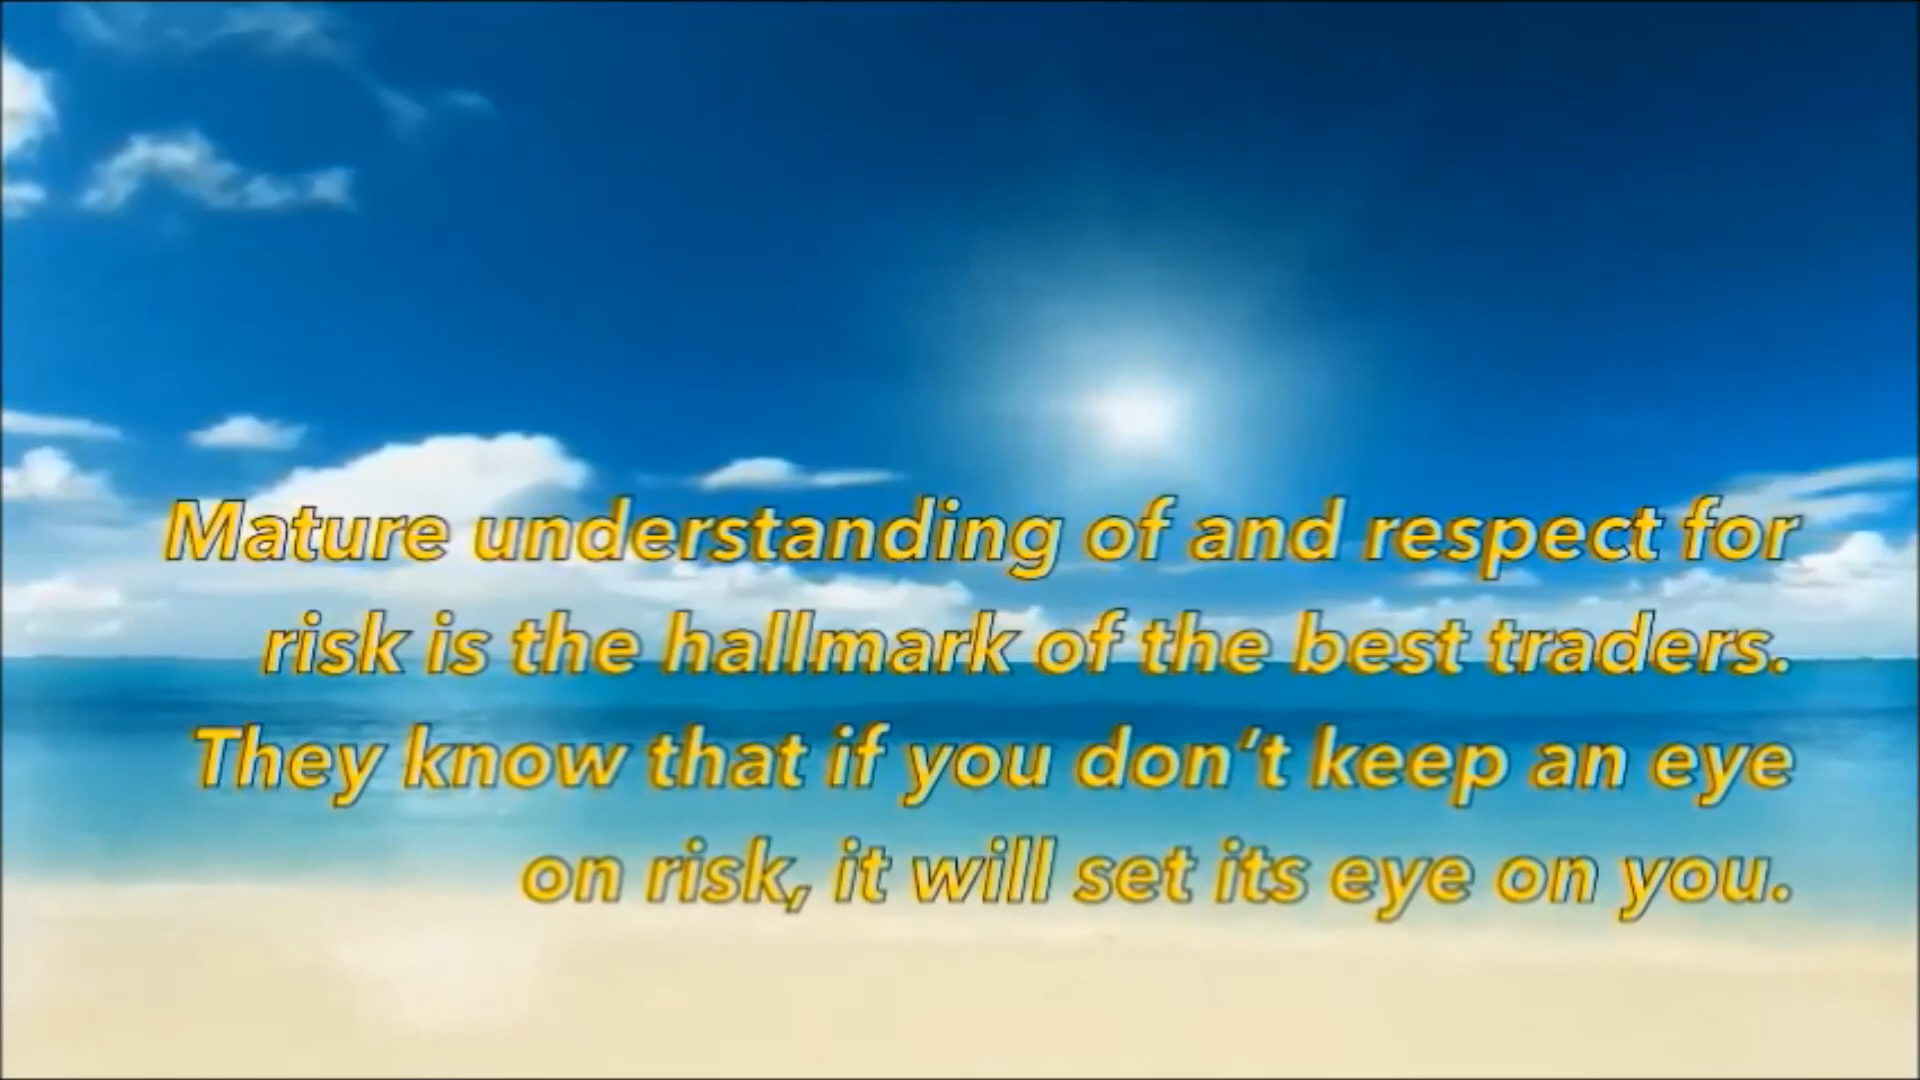 Mature understanding of and respect for
risk is the hallmark of the best traders.
They know that if you don’t keep an eye
on risk, it will set its eye on you.